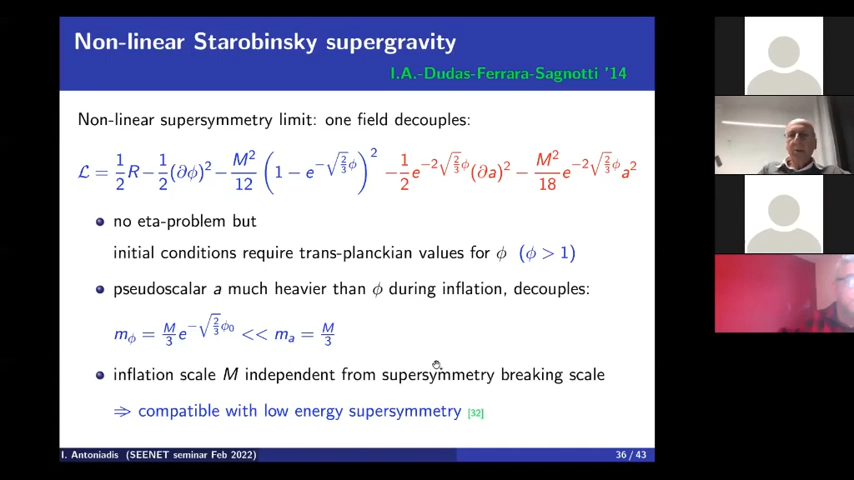 Non-linear Starobinsky supergravity
I.A.-Dudas-Ferrara-Sagnotti '14
Non-linear supersymmetry limit: one field decouples:
ℒ = 1/2 R − 1/2 (∂ϕ)² − M²/12 (1 − e^{−√(2/3) ϕ})² − 1/2 e^{−2√(2/3) ϕ} (∂a)² − M²/18 e^{−2√(2/3) ϕ} a²
no eta-problem but
initial conditions require trans-planckian values for ϕ (ϕ > 1)
pseudoscalar a much heavier than ϕ during inflation, decouples:
m_ϕ = M/3 e^{−√(2/3) ϕ₀} << m_a = M/3
inflation scale M independent from supersymmetry breaking scale
⇒ compatible with low energy supersymmetry [32]
I. Antoniadis (SEENET seminar Feb 2022) 36 / 43